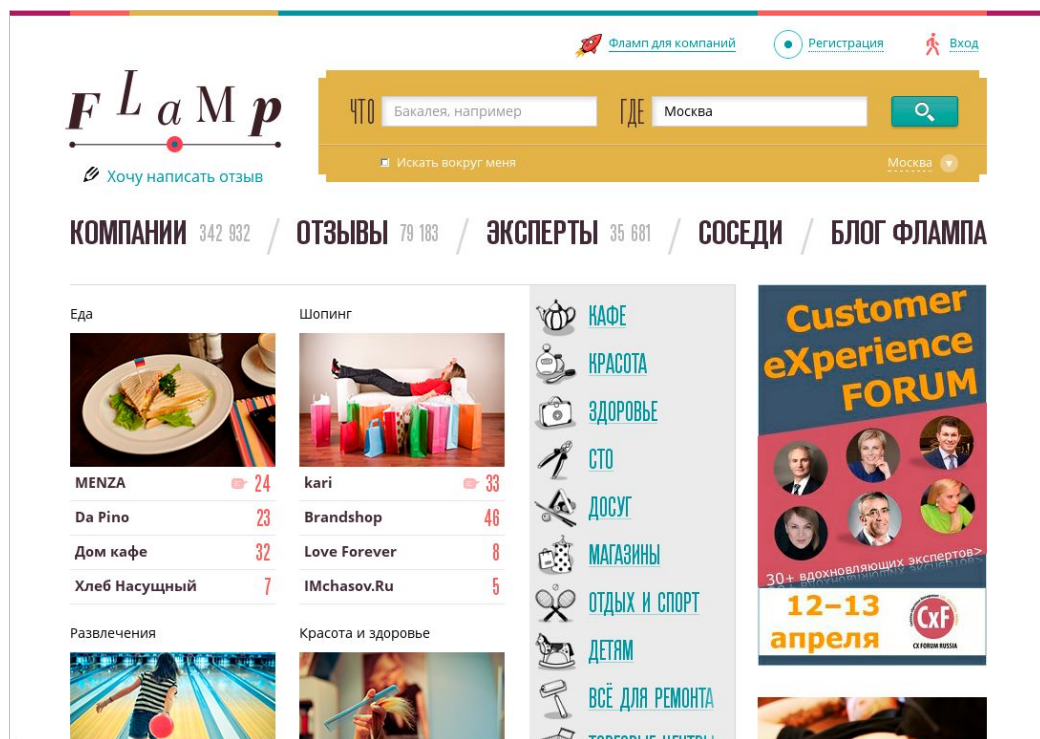 Фламп для компаний
Регистрация
Вход
FLaMp
ЧТО
Бакалея, например
ГДЕ
Москва
Искать вокруг меня
Москва
Хочу написать отзыв
КОМПАНИИ 342 932 / ОТЗЫВЫ 79 183 / ЭКСПЕРТЫ 35 681 / СОСЕДИ / БЛОГ ФЛАМПА
Еда
MENZA 24
Da Pino 23
Дом кафе 32
Хлеб Насущный 7
Шопинг
kari 33
Brandshop 46
Love Forever 8
IMchasov.Ru 5
Развлечения
Красота и здоровье
КАФЕ
КРАСОТА
ЗДОРОВЬЕ
СТО
ДОСУГ
МАГАЗИНЫ
ОТДЫХ И СПОРТ
ДЕТЯМ
ВСЁ ДЛЯ РЕМОНТА
ТОРГОВЫЕ ЦЕНТРЫ
Customer
eXperience
FORUM
30+ вдохновляющих экспертов>
12–13
апреля
CxF
CX FORUM RUSSIA